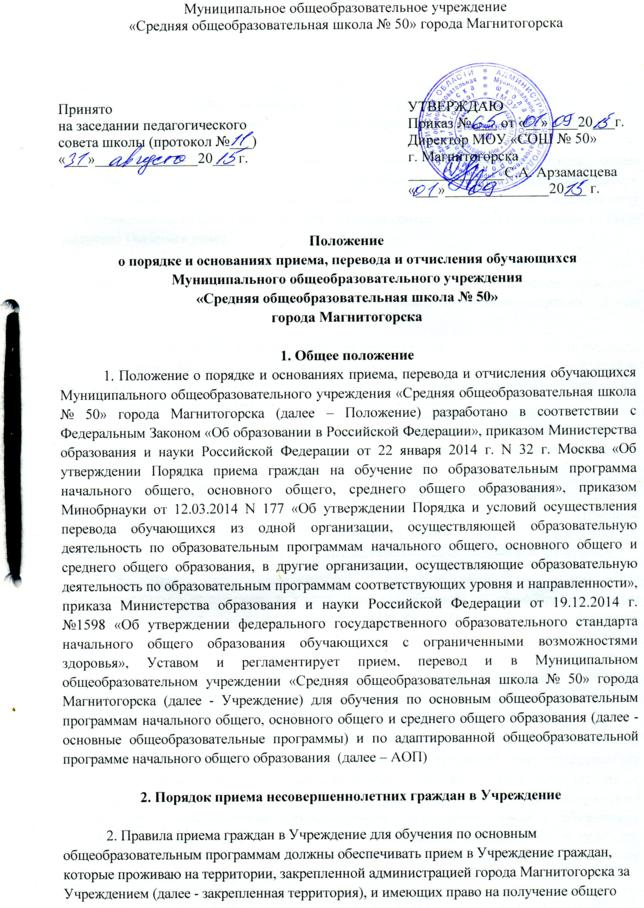 Муниципальное общеобразовательное учреждение
«Средняя общеобразовательная школа № 50» города Магнитогорска
Принято
на заседании педагогического
совета школы (протокол №11)
«31» августа 2015 г.
УТВЕРЖДАЮ
Приказ №65 от «01» 09 2015 г.
Директор МОУ «СОШ № 50»
г. Магнитогорска
С.А. Арзамасцева
«01» 09 2015 г.
Положение
о порядке и основаниях приема, перевода и отчисления обучающихся
Муниципального общеобразовательного учреждения
«Средняя общеобразовательная школа № 50»
города Магнитогорска
1. Общее положение
1. Положение о порядке и основаниях приема, перевода и отчисления обучающихся
Муниципального общеобразовательного учреждения «Средняя общеобразовательная школа
№ 50» города Магнитогорска (далее – Положение) разработано в соответствии с
Федеральным Законом «Об образовании в Российской Федерации», приказом Министерства
образования и науки Российской Федерации от 22 января 2014 г. N 32 г. Москва «Об
утверждении Порядка приема граждан на обучение по образовательным программа
начального общего, основного общего, среднего общего образования», приказом
Минобрнауки от 12.03.2014 N 177 «Об утверждении Порядка и условий осуществления
перевода обучающихся из одной организации, осуществляющей образовательную
деятельность по образовательным программам начального общего, основного общего и
среднего общего образования, в другие организации, осуществляющие образовательную
деятельность по образовательным программам соответствующих уровня и направленности»,
приказа Министерства образования и науки Российской Федерации от 19.12.2014 г.
№1598 «Об утверждении федерального государственного образовательного стандарта
начального общего образования обучающихся с ограниченными возможностями
здоровья», Уставом и регламентирует прием, перевод и в Муниципальном
общеобразовательном учреждении «Средняя общеобразовательная школа № 50» города
Магнитогорска (далее - Учреждение) для обучения по основным общеобразовательным
программам начального общего, основного общего и среднего общего образования (далее -
основные общеобразовательные программы) и по адаптированной общеобразовательной
программе начального общего образования (далее – АОП)
2. Порядок приема несовершеннолетних граждан в Учреждение
2. Правила приема граждан в Учреждение для обучения по основным
общеобразовательным программам должны обеспечивать прием в Учреждение граждан,
которые проживаю на территории, закрепленной администрацией города Магнитогорска за
Учреждением (далее - закрепленная территория), и имеющих право на получение общего